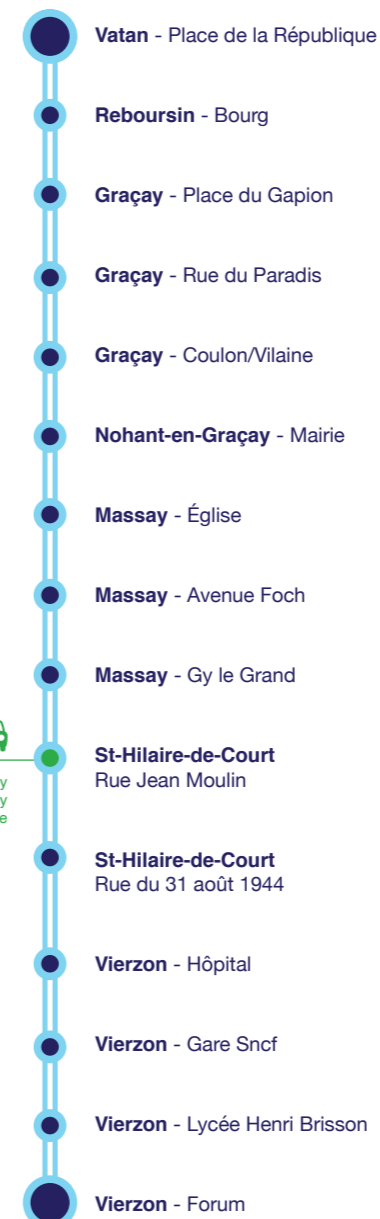 Vatan - Place de la République
Reboursin - Bourg
Graçay - Place du Gapion
Graçay - Rue du Paradis
Graçay - Coulon/Vilaine
Nohant-en-Graçay - Mairie
Massay - Église
Massay - Avenue Foch
Massay - Gy le Grand
St-Hilaire-de-Court
Rue Jean Moulin
St-Hilaire-de-Court
Rue du 31 août 1944
Vierzon - Hôpital
Vierzon - Gare Sncf
Vierzon - Lycée Henri Brisson
Vierzon - Forum